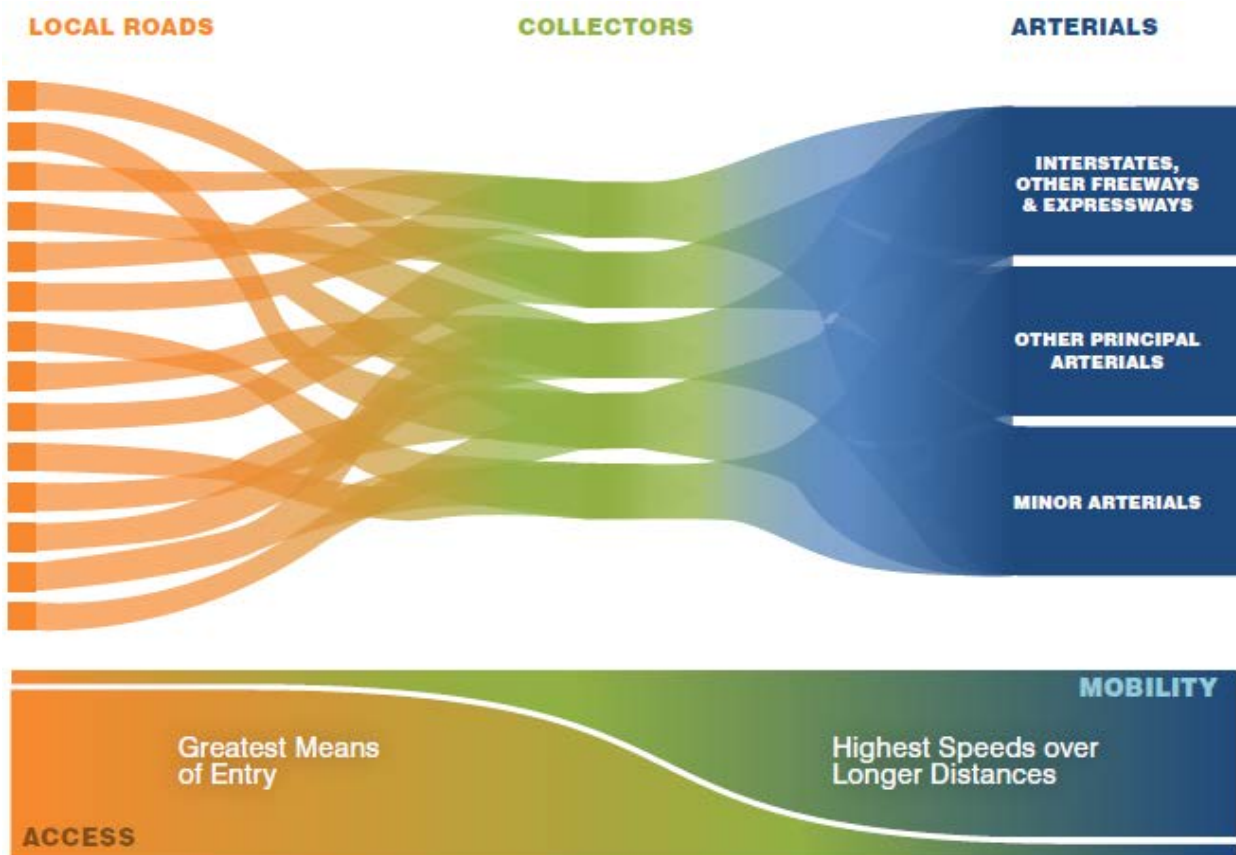 LOCAL ROADS
COLLECTORS
ARTERIALS
INTERSTATES,
OTHER FREEWAYS
& EXPRESSWAYS
OTHER PRINCIPAL
ARTERIALS
MINOR ARTERIALS
MOBILITY
Greatest Means
of Entry
Highest Speeds over
Longer Distances
ACCESS